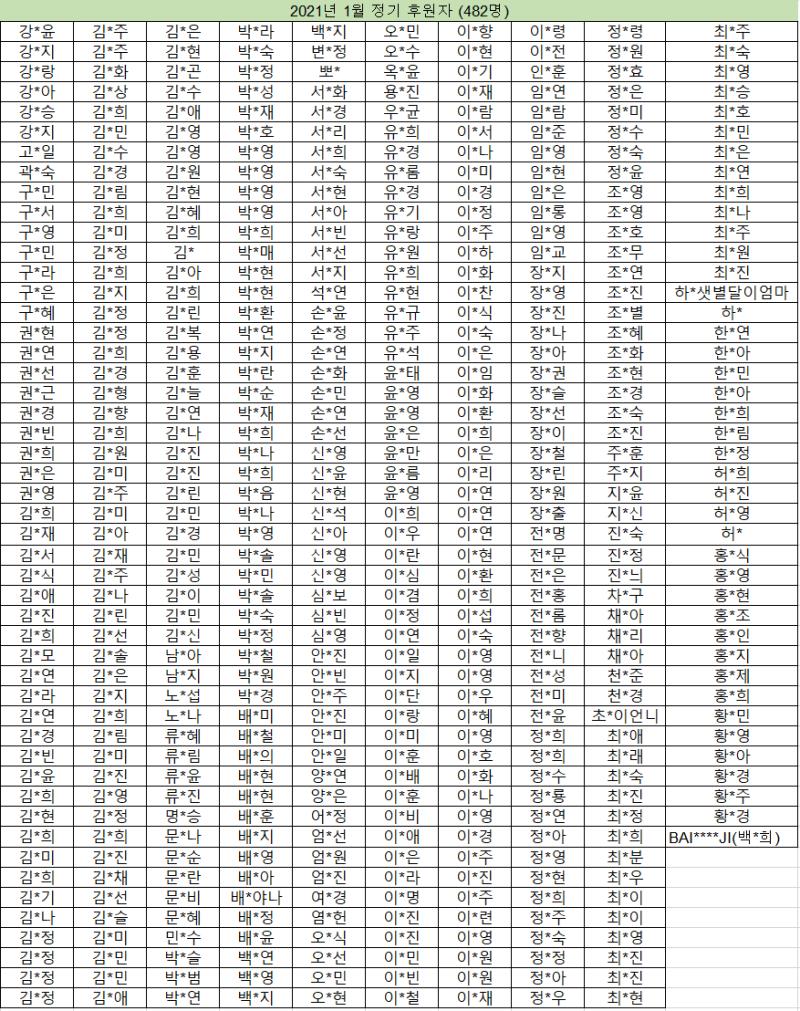 2021년 1월 정기 후원자 (482명)
강*윤 김*주 김*은 박*라 백*지 오*민 이*향 이*령 정*령 최*주
강*지 김*주 김*현 박*숙 변*정 오*수 이*현 이*전 정*원 최*숙
강*랑 김*화 김*곤 박*정 뽀* 옥*윤 이*기 인*훈 정*효 최*영
강*아 김*상 김*수 박*성 서*화 용*진 이*재 임*연 정*은 최*승
강*승 김*희 김*애 박*재 서*경 우*균 이*람 임*람 정*미 최*호
강*지 김*민 김*영 박*호 서*리 유*희 이*서 임*준 정*수 최*민
고*일 김*수 김*영 박*영 서*희 유*경 이*나 임*영 정*숙 최*은
곽*숙 김*경 김*원 박*영 서*숙 유*롬 이*미 임*현 정*윤 최*연
구*민 김*림 김*현 박*영 서*현 유*경 이*경 임*은 조*영 최*희
구*서 김*희 김*혜 박*영 서*아 유*기 이*정 임*롱 조*영 최*나
구*영 김*미 김*희 박*희 서*빈 유*랑 이*주 임*영 조*호 최*주
구*민 김*정 김* 박*매 서*선 유*원 이*하 임*교 조*무 최*원
구*라 김*희 김*아 박*현 서*지 유*희 이*화 장*지 조*연 최*진
구*은 김*지 김*희 박*현 석*연 유*현 이*찬 장*영 조*진 하*샛별달이엄마
구*혜 김*정 김*린 박*환 손*윤 유*규 이*식 장*진 조*별 하*
권*현 김*정 김*복 박*연 손*정 유*주 이*숙 장*나 조*혜 한*연
권*연 김*희 김*용 박*지 손*연 유*석 이*은 장*아 조*화 한*아
권*선 김*경 김*훈 박*란 손*화 윤*태 이*임 장*권 조*현 한*민
권*근 김*형 김*늘 박*순 손*민 윤*영 이*화 장*슬 조*경 한*아
권*경 김*향 김*연 박*재 손*연 윤*영 이*환 장*선 조*숙 한*희
권*빈 김*희 김*나 박*희 손*선 윤*은 이*희 장*이 조*진 한*림
권*희 김*원 김*진 박*나 신*영 윤*만 이*은 장*철 주*훈 한*정
권*은 김*미 김*진 박*희 신*윤 윤*름 이*리 장*린 주*지 허*희
권*영 김*주 김*린 박*음 신*현 윤*영 이*연 장*원 지*윤 허*진
김*희 김*미 김*민 박*나 신*석 이*희 이*연 장*출 지*신 허*영
김*재 김*아 김*경 박*영 신*아 이*우 이*연 전*명 진*숙 허*
김*서 김*재 김*민 박*솔 신*영 이*란 이*현 전*문 진*정 홍*식
김*식 김*주 김*성 박*민 신*영 이*심 이*환 전*은 진*늬 홍*영
김*애 김*나 김*이 박*솔 심*보 이*겸 이*희 전*홍 차*구 홍*현
김*진 김*린 김*민 박*숙 심*빈 이*정 이*섭 전*롬 채*아 홍*조
김*희 김*선 김*신 박*정 심*영 이*연 이*숙 전*향 채*리 홍*인
김*모 김*솔 남*아 박*철 안*진 이*일 이*영 전*니 채*아 홍*지
김*연 김*은 남*지 박*원 안*빈 이*지 이*영 전*성 천*준 홍*제
김*라 김*지 노*섭 박*경 안*주 이*단 이*우 전*미 천*경 홍*희
김*연 김*희 노*나 배*미 안*진 이*랑 이*혜 전*윤 초*이언니 황*민
김*경 김*림 류*혜 배*철 안*미 이*미 이*영 정*희 최*애 황*영
김*빈 김*미 류*림 배*의 안*일 이*훈 이*호 정*희 최*래 황*아
김*윤 김*진 류*윤 배*현 양*연 이*배 이*화 정*수 최*숙 황*경
김*희 김*영 류*진 배*현 양*은 이*훈 이*나 정*룡 최*진 황*주
김*현 김*정 명*승 배*훈 어*정 이*비 이*영 정*연 최*정 황*경
김*희 김*희 문*나 배*지 엄*선 이*애 이*경 정*아 최*희 BAI****JI(백*희)
김*미 김*진 문*순 배*영 엄*원 이*은 이*주 정*영 최*분
김*희 김*채 문*란 배*아 엄*진 이*라 이*진 정*현 최*우
김*기 김*선 문*비 배*야나 여*경 이*명 이*주 정*희 최*이
김*나 김*슬 문*혜 배*정 염*헌 이*진 이*련 정*주 최*이
김*정 김*미 민*수 배*윤 오*식 이*진 이*영 정*숙 최*영
김*정 김*민 박*슬 백*연 오*선 이*민 이*원 정*정 최*진
김*정 김*민 박*범 백*영 오*민 이*빈 이*원 정*아 최*진
김*정 김*애 박*연 백*지 오*현 이*철 이*재 정*우 최*현